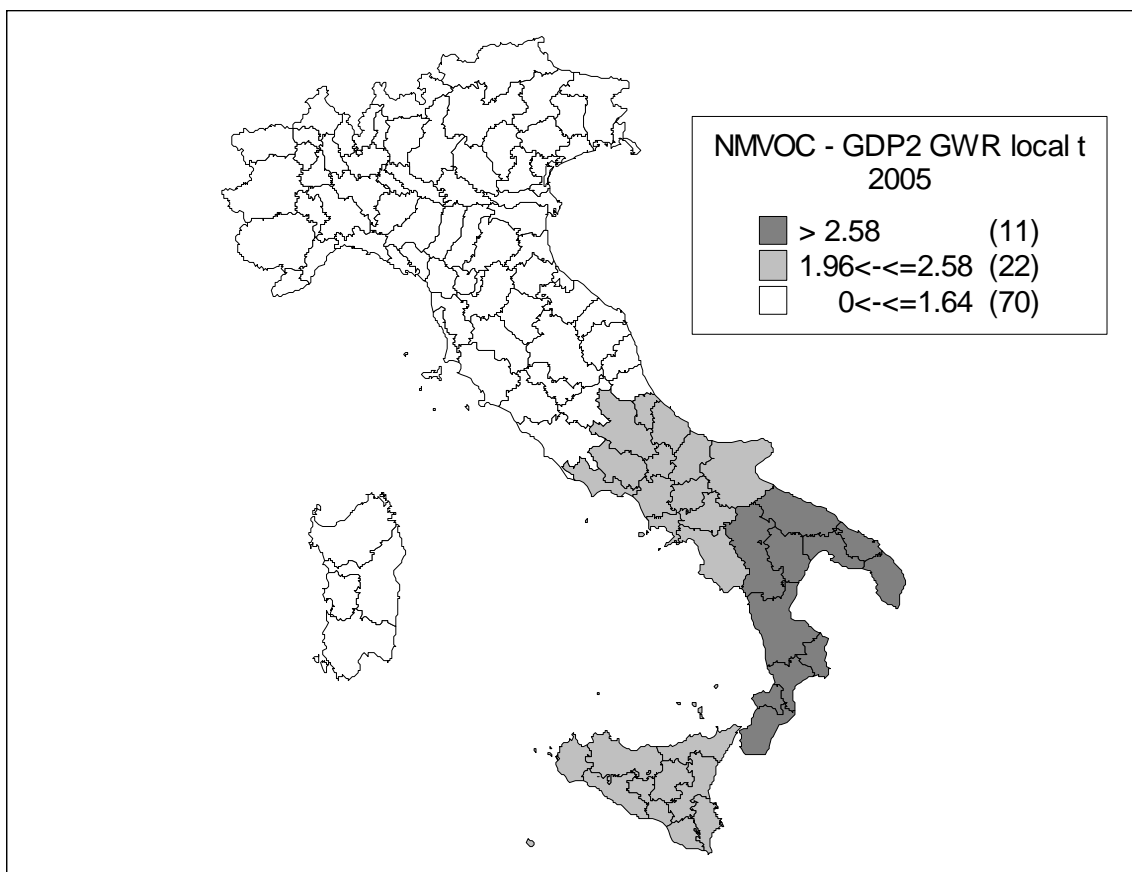 NMVOC - GDP2 GWR local t
2005
> 2.58 (11)
1.96<-<=2.58 (22)
0<-<=1.64 (70)